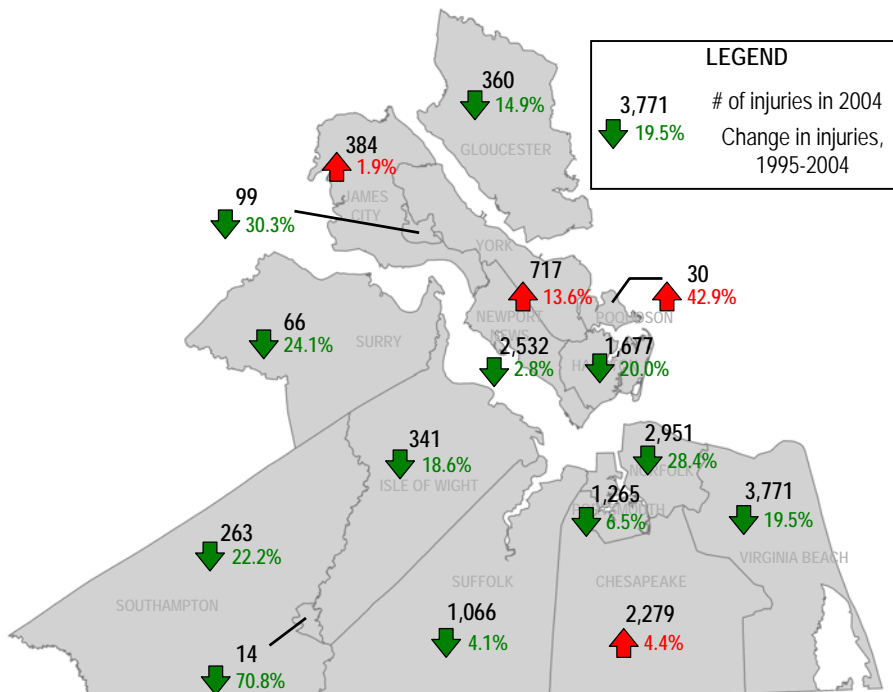 LEGEND
3,771
# of injuries in 2004
19.5%
Change in injuries,
1995-2004
360
14.9%
GLOUCESTER
384
1.9%
JAMES
CITY
99
30.3%
YORK
717
13.6%
30
42.9%
POQUOSON
NEWPORT
NEWS
66
24.1%
SURRY
2,532
2.8%
1,677
20.0%
341
18.6%
ISLE OF WIGHT
2,951
28.4%
NORFOLK
1,265
6.5%
3,771
19.5%
VIRGINIA BEACH
263
22.2%
SOUTHAMPTON
SUFFOLK
CHESAPEAKE
1,066
4.1%
2,279
4.4%
14
70.8%